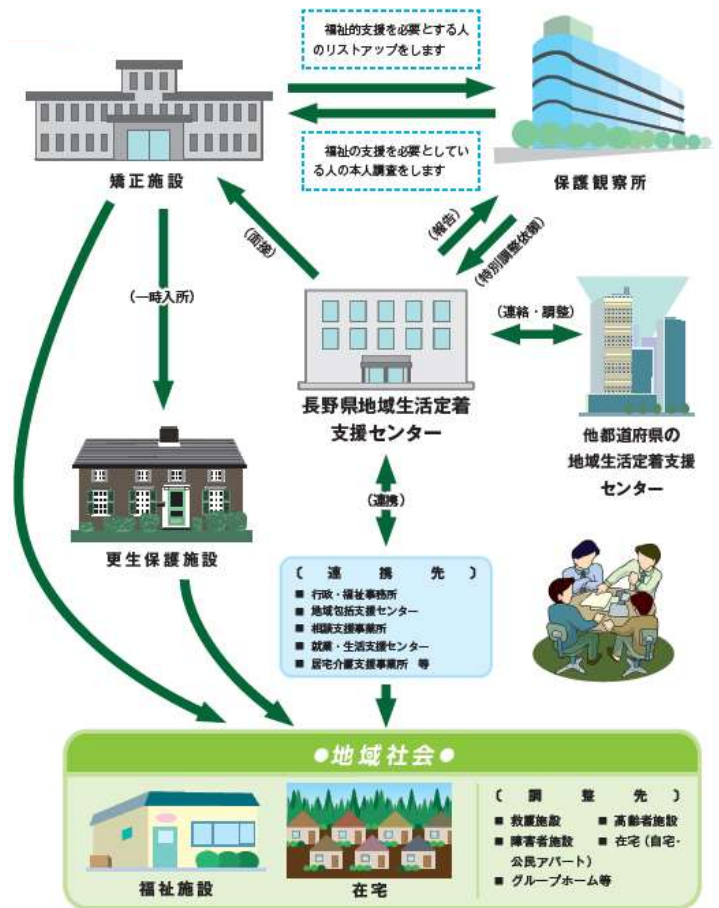 福祉的支援を必要とする人
のリストアップをします
矯正施設
福祉の支援を必要としてい
る人の本人調査をします
保護観察所
(面接)
(報告)
(特別調整依頼)
(一時入所)
(連絡・調整)
長野県地域生活定着
支援センター
他都道府県の
地域生活定着支援
センター
(連携)
更生保護施設
〔連携先〕
■ 行政・福祉事務所
■ 地域包括支援センター
■ 相談支援事業所
■ 就業・生活支援センター
■ 居宅介護支援事業所 等
●地域社会●
福祉施設
在宅
〔調整先〕
■ 救護施設 ■ 高齢者施設
■ 障害者施設 ■ 在宅(自宅・
公民アパート)
■ グループホーム等